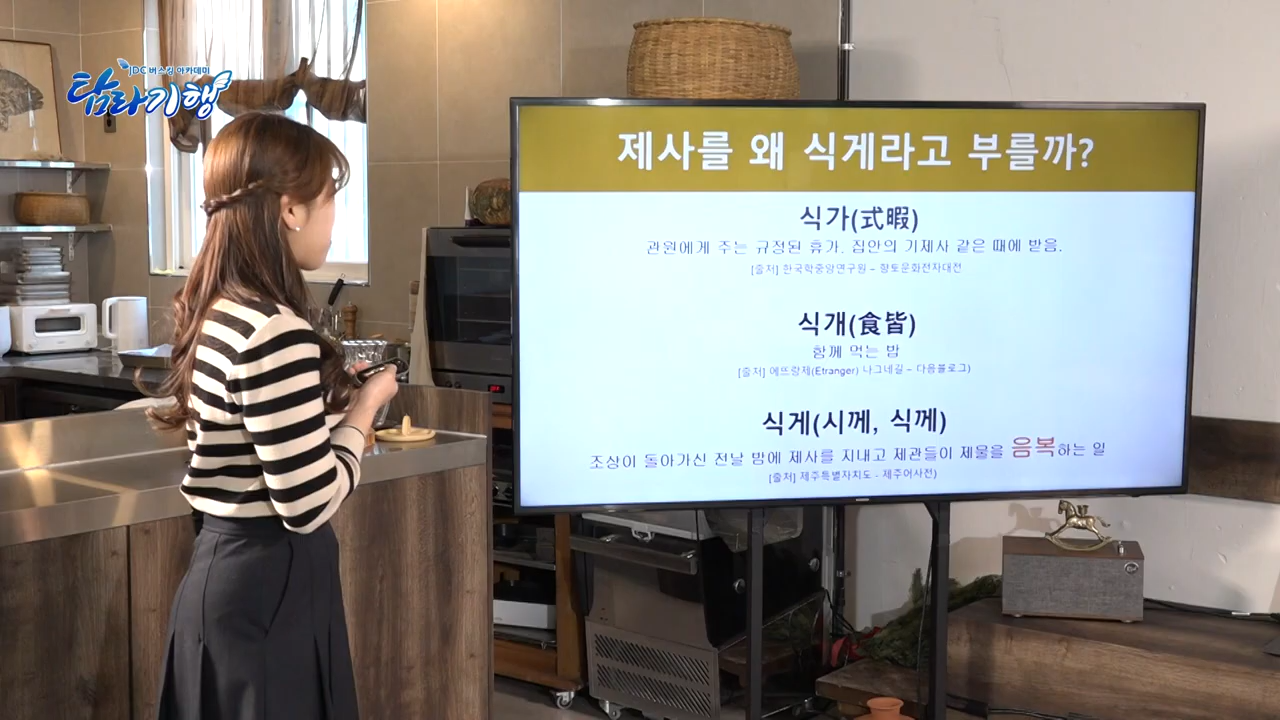 JDC 버스킹 아카데미
탐라기행
제사를 왜 식게라고 부를까?
식가(式暇)
관원에게 주는 규정된 휴가. 집안의 기제사 같은 때에 받음.
[출처] 한국학중앙연구원 – 향토문화전자대전
식개(食皆)
함께 먹는 밥
[출처] 에뜨랑제(Etranger) 나그네길 – 다음블로그)
식게(시께, 식께)
조상이 돌아가신 전날 밤에 제사를 지내고 제관들이 제물을 음복하는 일
[출처] 제주특별자치도 - 제주어사전)